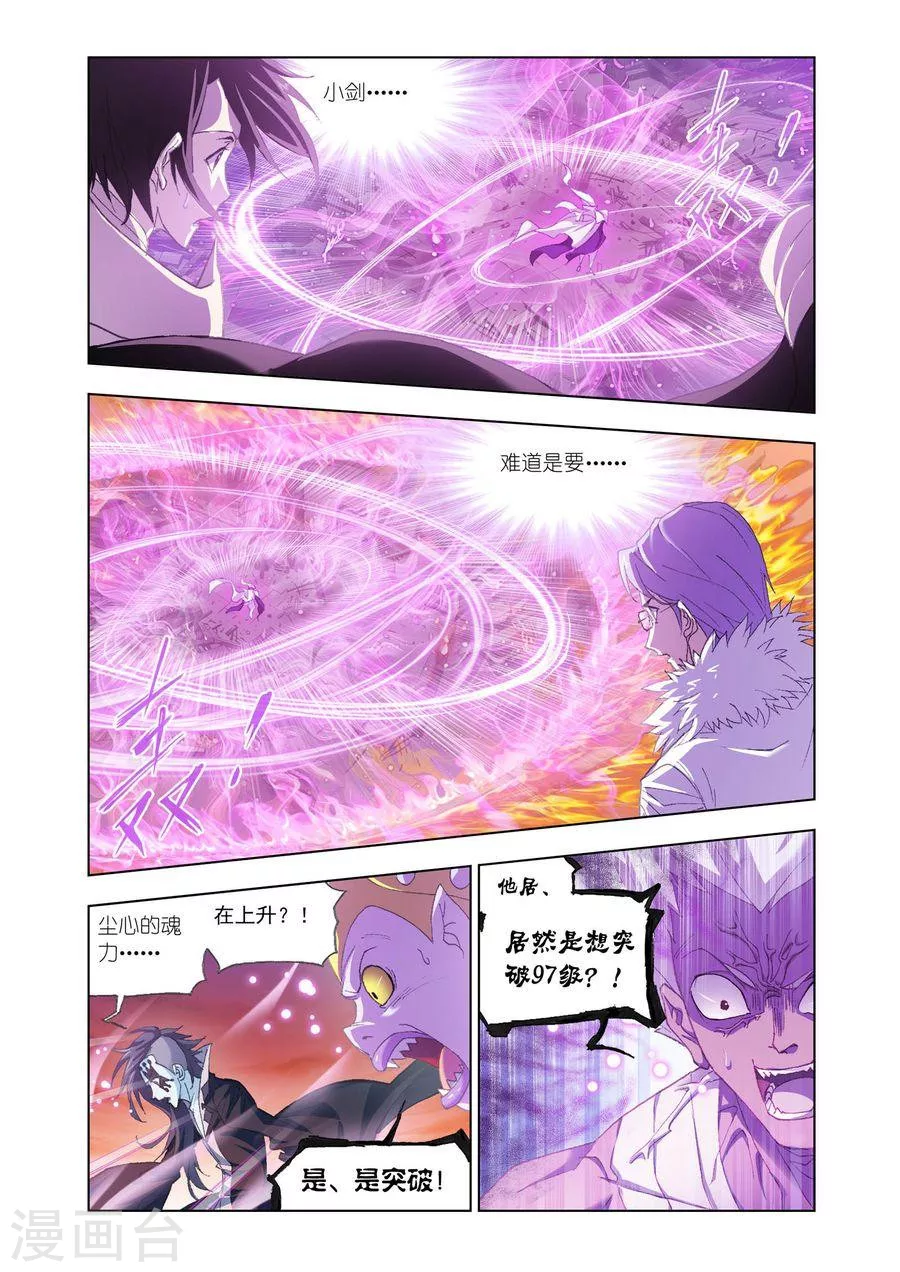 小剑……
轰！
难道是要……
轰！
尘心的魂
力……
在上升？！
是、是突破！
他居、
居然是想突
破97级？！
漫画台